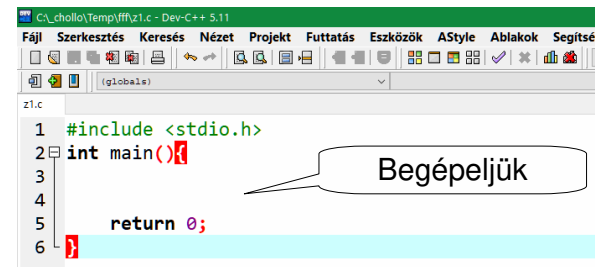 C:\_chollo\Temp\fff\z1.c - Dev-C++ 5.11
Fájl Szerkesztés Keresés Nézet Projekt Futtatás Eszközök AStyle Ablakok Segítsé
(globals)
z1.c
1 #include <stdio.h>
2 int main(){
3
4
5 return 0;
6 }
Begépeljük